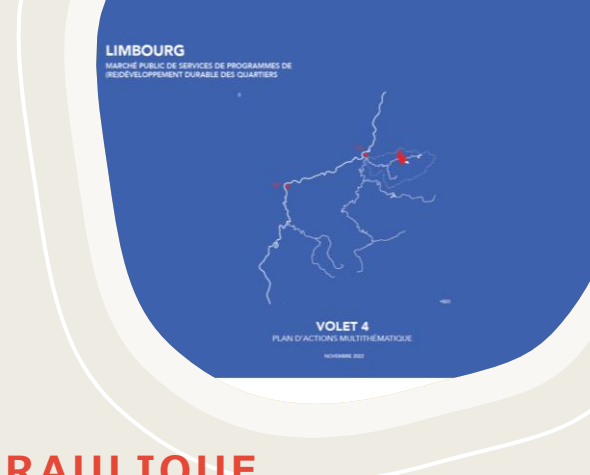 LIMBOURG
MARCHÉ PUBLIC DE SERVICES DE PROGRAMMES DE
(RE)DÉVELOPPEMENT DURABLE DES QUARTIERS
VOLET 4
PLAN D'ACTIONS MULTITHÉMATIQUE
NOVEMBRE 2022
RAULIQUE